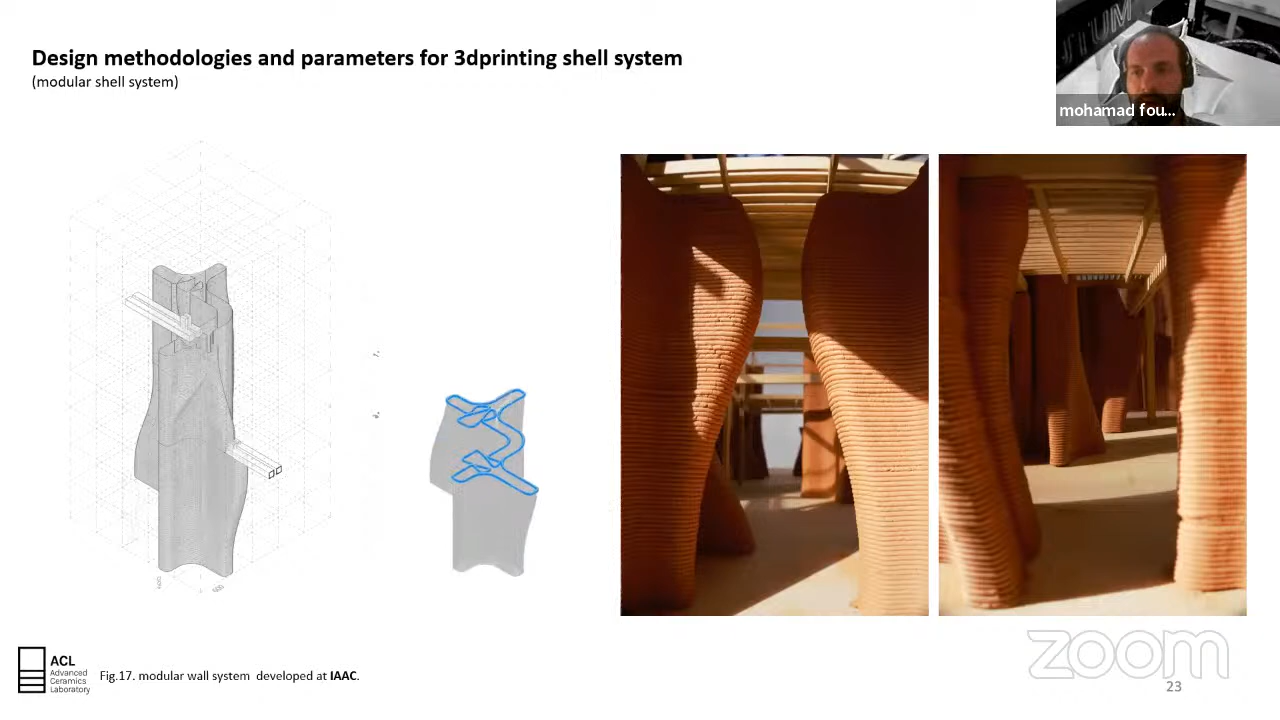 Design methodologies and parameters for 3dprinting shell system
(modular shell system)
mohamad fou...
ACL
Advanced
Ceramics
Laboratory
Fig.17. modular wall system developed at IAAC.
zoom
23